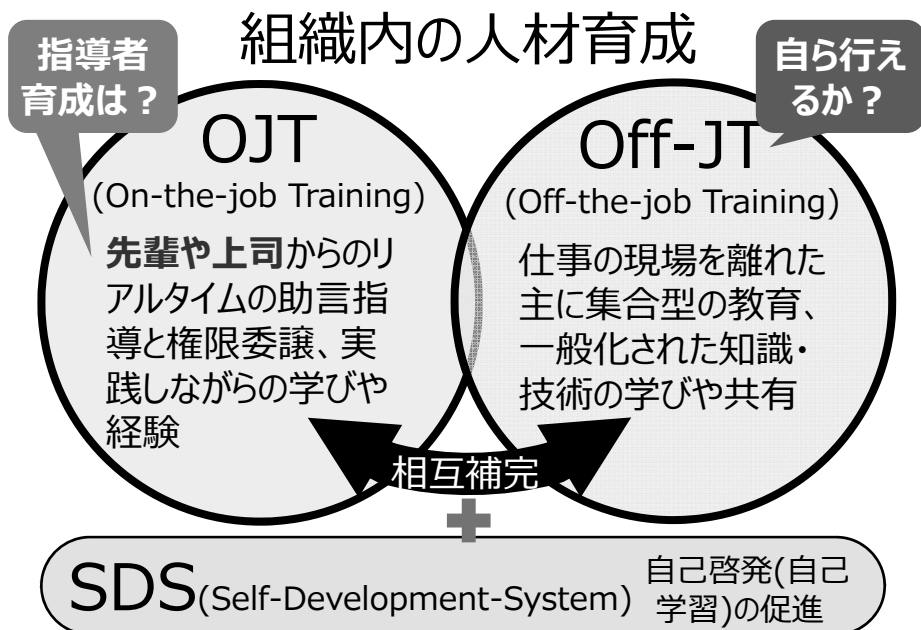 組織内の人材育成
指導者
育成は？
自ら行え
るか？
OJT
(On-the-job Training)
先輩や上司からのリ
アルタイムの助言指
導と権限委譲、実
践しながらの学びや
経験
Off-JT
(Off-the-job Training)
仕事の現場を離れた
主に集合型の教育、
一般化された知識・
技術の学びや共有
相互補完
SDS(Self-Development-System)
自己啓発(自己
学習)の促進